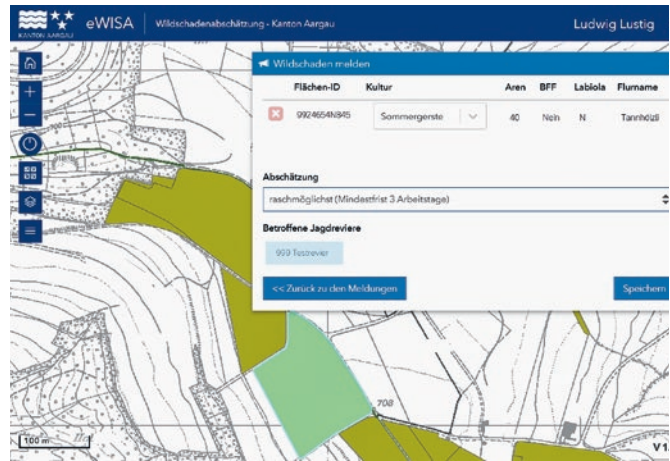 eWISA
Wildschadenabschätzung - Kanton Aargau
Ludwig Lustig
KANTON AARGAU
Wildschaden melden
Flächen-ID Kultur Aren BFF Labiola Flurname
9924654N845 Sommergerste 40 Nein N Tannhölzli
Abschätzung
raschmöglichst (Mindestfrist 3 Arbeitstage)
Betroffene Jagdreviere
999 Testrevier
<< Zurück zu den Meldungen Speichern
708
100 m
V 1